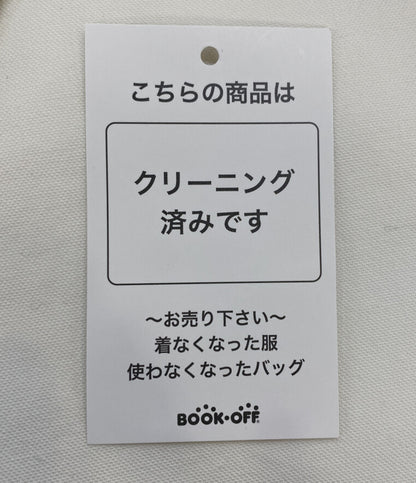 こちらの商品は
クリーニング
済みです
〜お売り下さい〜
着なくなった服
使わなくなったバッグ
BOOK・OFF